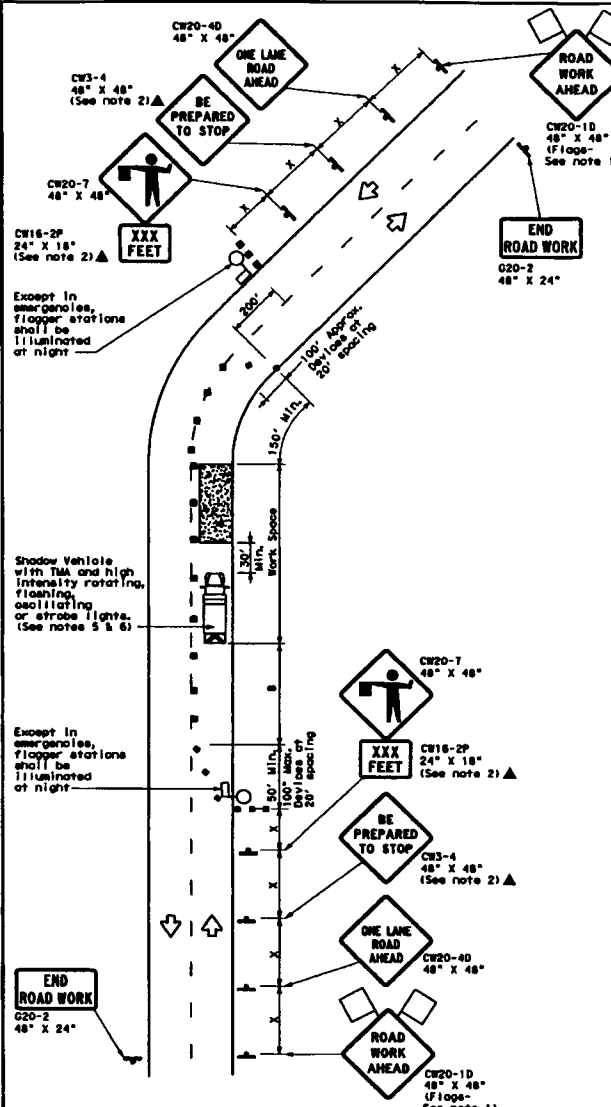 CW20-4D
48" X 48"
ONE LANE
ROAD
AHEAD
CW3-4
48" X 48"
(See note 2)▲
BE
PREPARED
TO STOP
CW20-7
48" X 48"
CW16-2P
24" X 18"
(See note 2)▲
XXX
FEET
ROAD
WORK
AHEAD
CW20-1D
48" X 48"
(Flags-
See note 1
END
ROAD WORK
G20-2
48" X 24"
X
X
X
X
Except in
emergencies,
flagger stations
shall be
illuminated
at night
200'
100' Approx.
Devices at
20' spacing
150' Min.
Work Space
30'
Min.
Shadow Vehicle
with TMA and high
intensity rotating,
flashing,
oscillating
or strobe lights.
(See notes 5 & 6)
B
Except in
emergencies,
flagger stations
shall be
illuminated
at night
50' Min.
100' Max.
Devices at
20' spacing
CW20-7
48" X 48"
XXX
FEET
CW16-2P
24" X 18"
(See note 2)▲
BE
PREPARED
TO STOP
CW3-4
48" X 48"
(See note 2)▲
ONE LANE
ROAD
AHEAD
CW20-4D
48" X 48"
X
X
X
X
END
ROAD WORK
G20-2
48" X 24"
ROAD
WORK
AHEAD
CW20-1D
48" X 48"
(Flags-
See note 1)